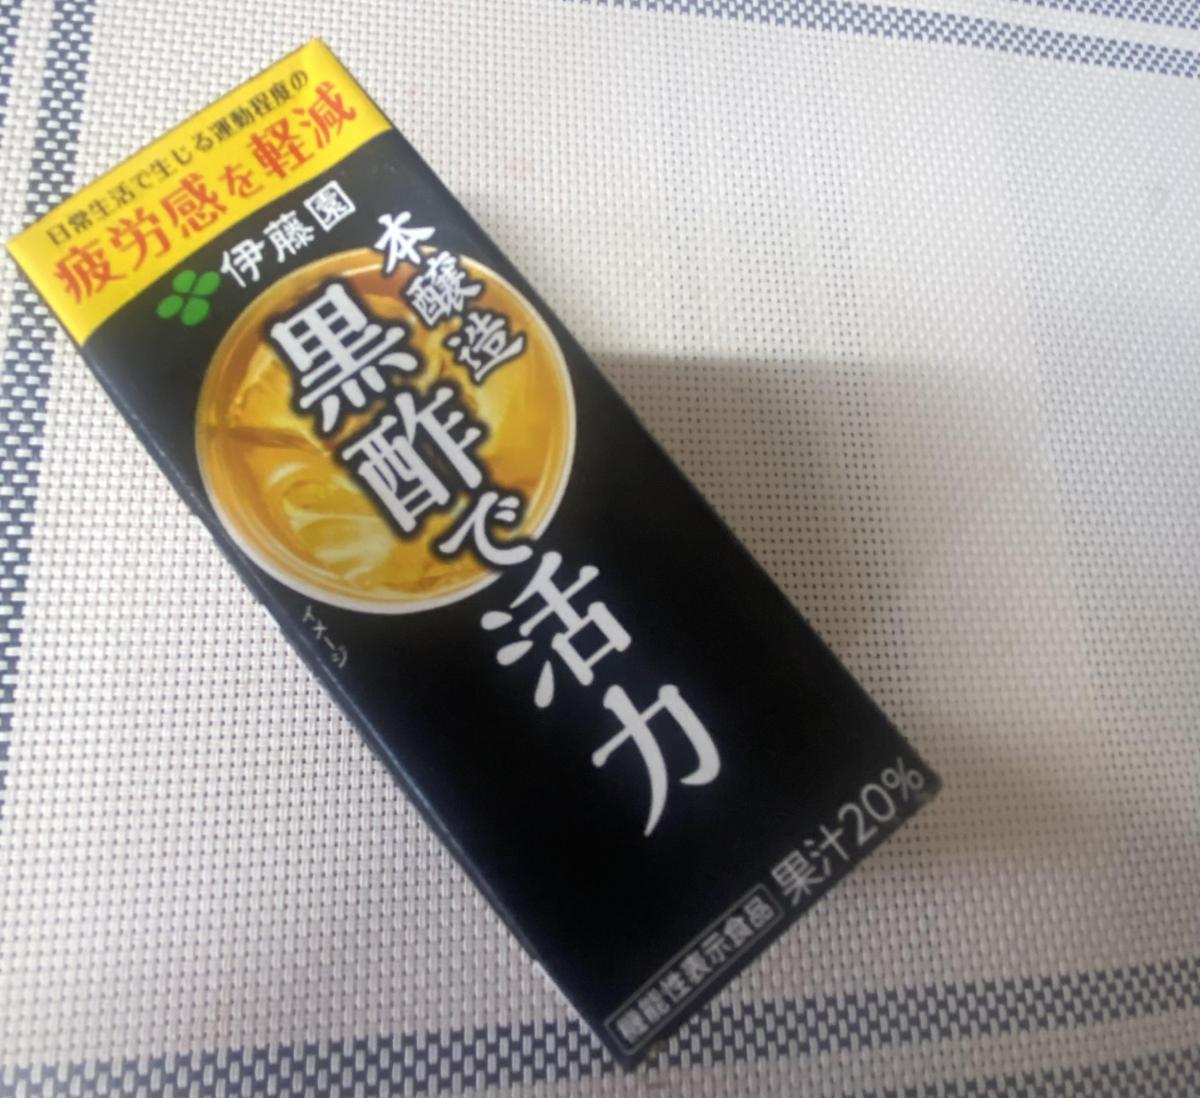 日常生活で生じる運動程度の
疲労感を軽減
伊藤園
本醸造
黒酢で活力
イメージ
果汁20%
機能性表示食品